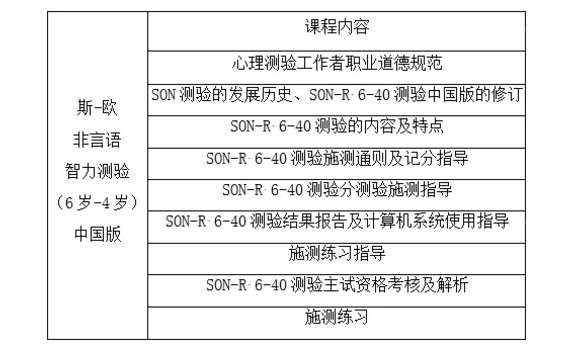 斯-欧
非言语
智力测验
（6岁-4岁）
中国版
课程内容
心理测验工作者职业道德规范
SON测验的发展历史、SON-R 6-40测验中国版的修订
SON-R 6-40测验的内容及特点
SON-R 6-40测验施测通则及记分指导
SON-R 6-40测验分测验施测指导
SON-R 6-40测验结果报告及计算机系统使用指导
施测练习指导
SON-R 6-40测验主试资格考核及解析
施测练习